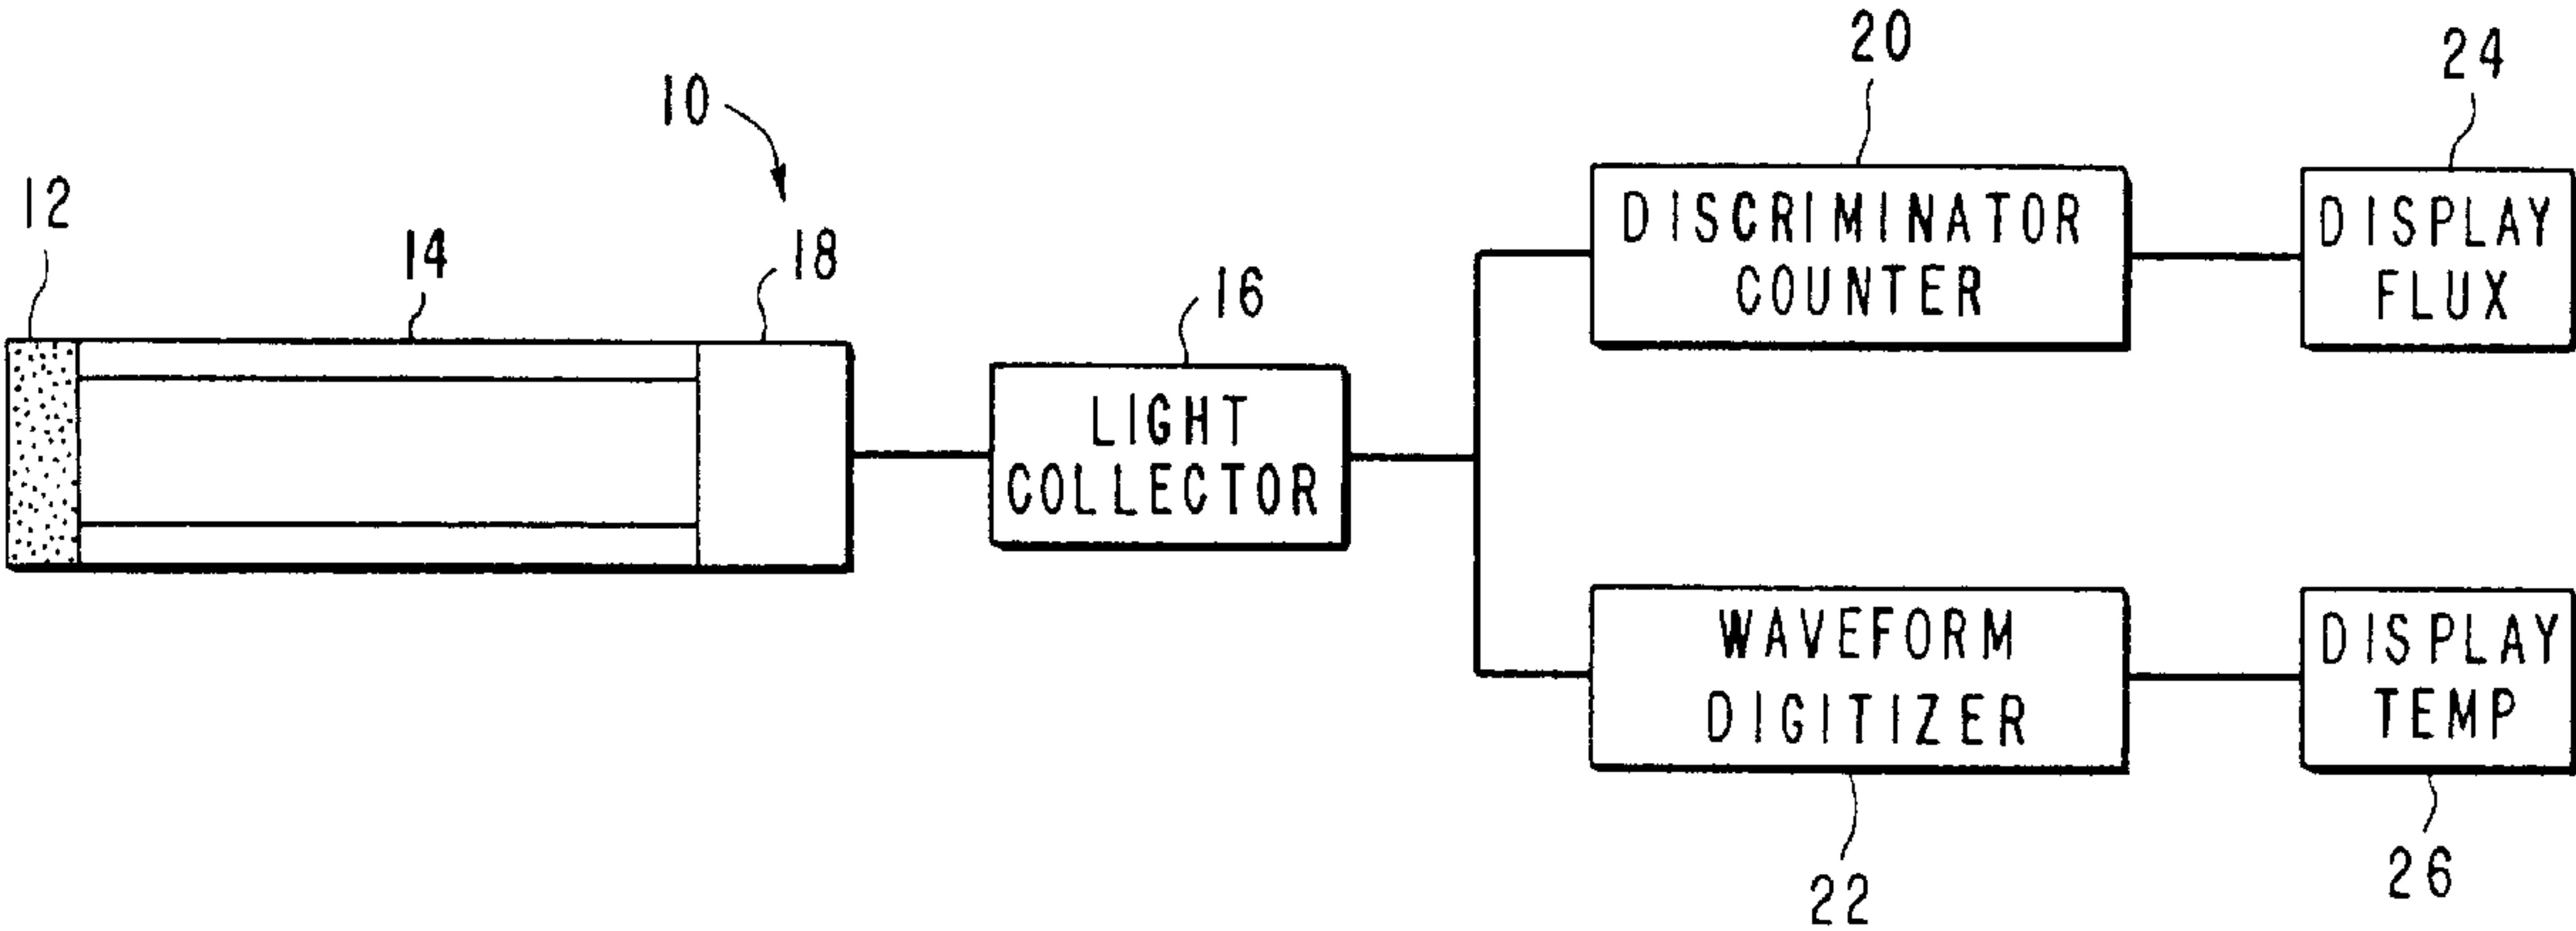 10
12
14
18
16
LIGHT
COLLECTOR
20
DISCRIMINATOR
COUNTER
24
DISPLAY
FLUX
WAVEFORM
DIGITIZER
22
DISPLAY
TEMP
26